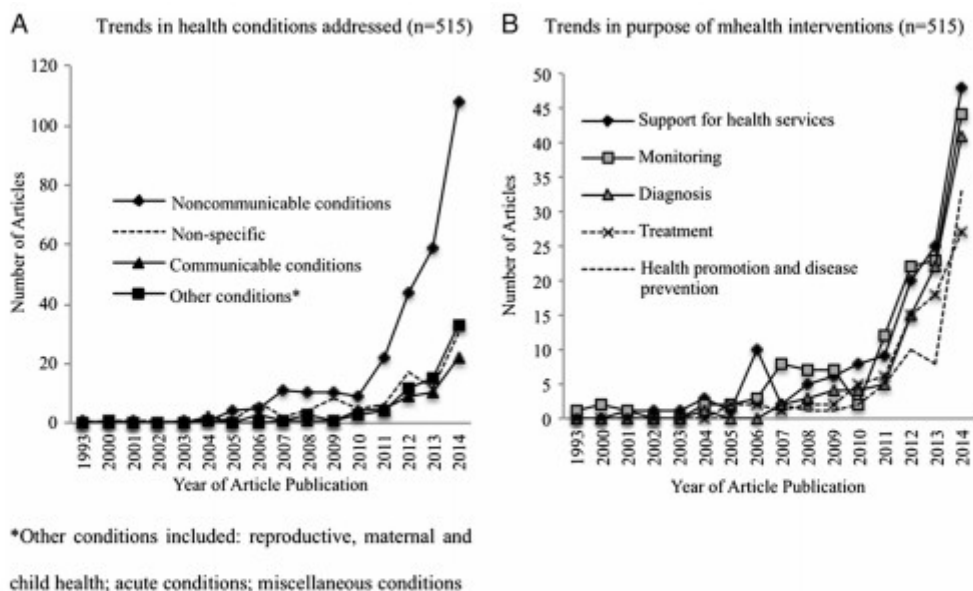 A
Trends in health conditions addressed (n=515)
120
100
80
60
40
20
0
Number of Articles
Noncommunicable conditions
Non-specific
Communicable conditions
Other conditions*
1993
2000
2001
2002
2003
2004
2005
2006
2007
2008
2009
2010
2011
2012
2013
2014
Year of Article Publication
*Other conditions included: reproductive, maternal and
child health; acute conditions; miscellaneous conditions
B
Trends in purpose of mhealth interventions (n=515)
50
45
40
35
30
25
20
15
10
5
0
Number of Articles
Support for health services
Monitoring
Diagnosis
Treatment
Health promotion and disease
prevention
1993
2000
2001
2002
2003
2004
2005
2006
2007
2008
2009
2010
2011
2012
2013
2014
Year of Article Publication